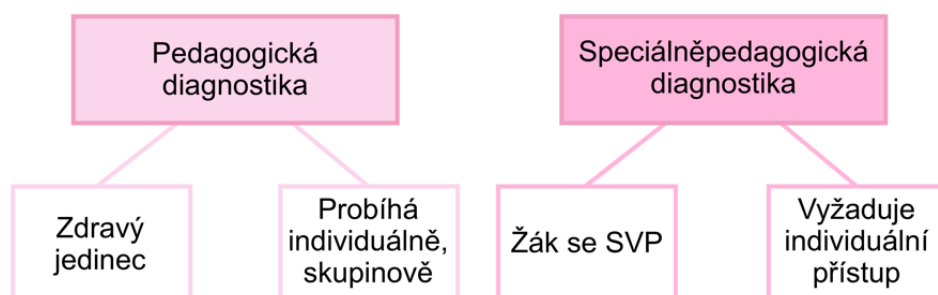 Pedagogická
diagnostika
Speciálněpedagogická
diagnostika
Zdravý
jedinec
Probíhá
individuálně,
skupinově
Žák se SVP
Vyžaduje
individuální
přístup